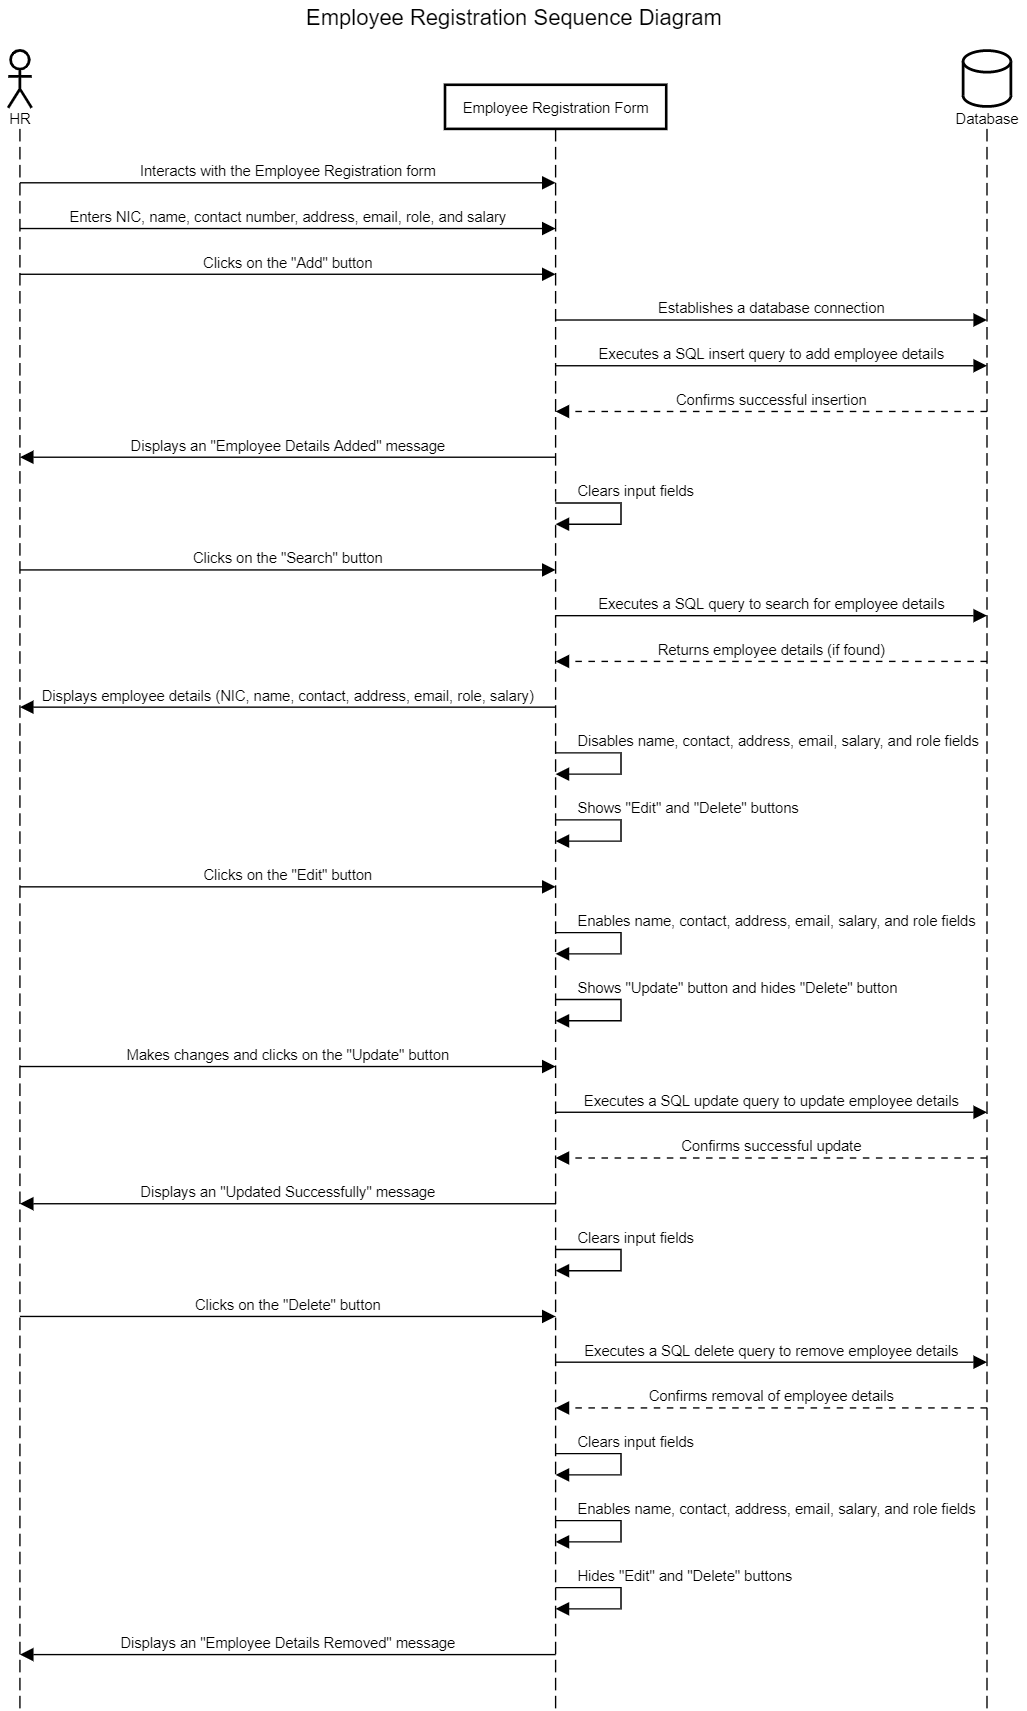 Employee Registration Sequence Diagram
HR
Employee Registration Form
Database
Interacts with the Employee Registration form
Enters NIC, name, contact number, address, email, role, and salary
Clicks on the "Add" button
Establishes a database connection
Executes a SQL insert query to add employee details
Confirms successful insertion
Displays an "Employee Details Added" message
Clears input fields
Clicks on the "Search" button
Executes a SQL query to search for employee details
Returns employee details (if found)
Displays employee details (NIC, name, contact, address, email, role, salary)
Disables name, contact, address, email, salary, and role fields
Shows "Edit" and "Delete" buttons
Clicks on the "Edit" button
Enables name, contact, address, email, salary, and role fields
Shows "Update" button and hides "Delete" button
Makes changes and clicks on the "Update" button
Executes a SQL update query to update employee details
Confirms successful update
Displays an "Updated Successfully" message
Clears input fields
Clicks on the "Delete" button
Executes a SQL delete query to remove employee details
Confirms removal of employee details
Clears input fields
Enables name, contact, address, email, salary, and role fields
Hides "Edit" and "Delete" buttons
Displays an "Employee Details Removed" message